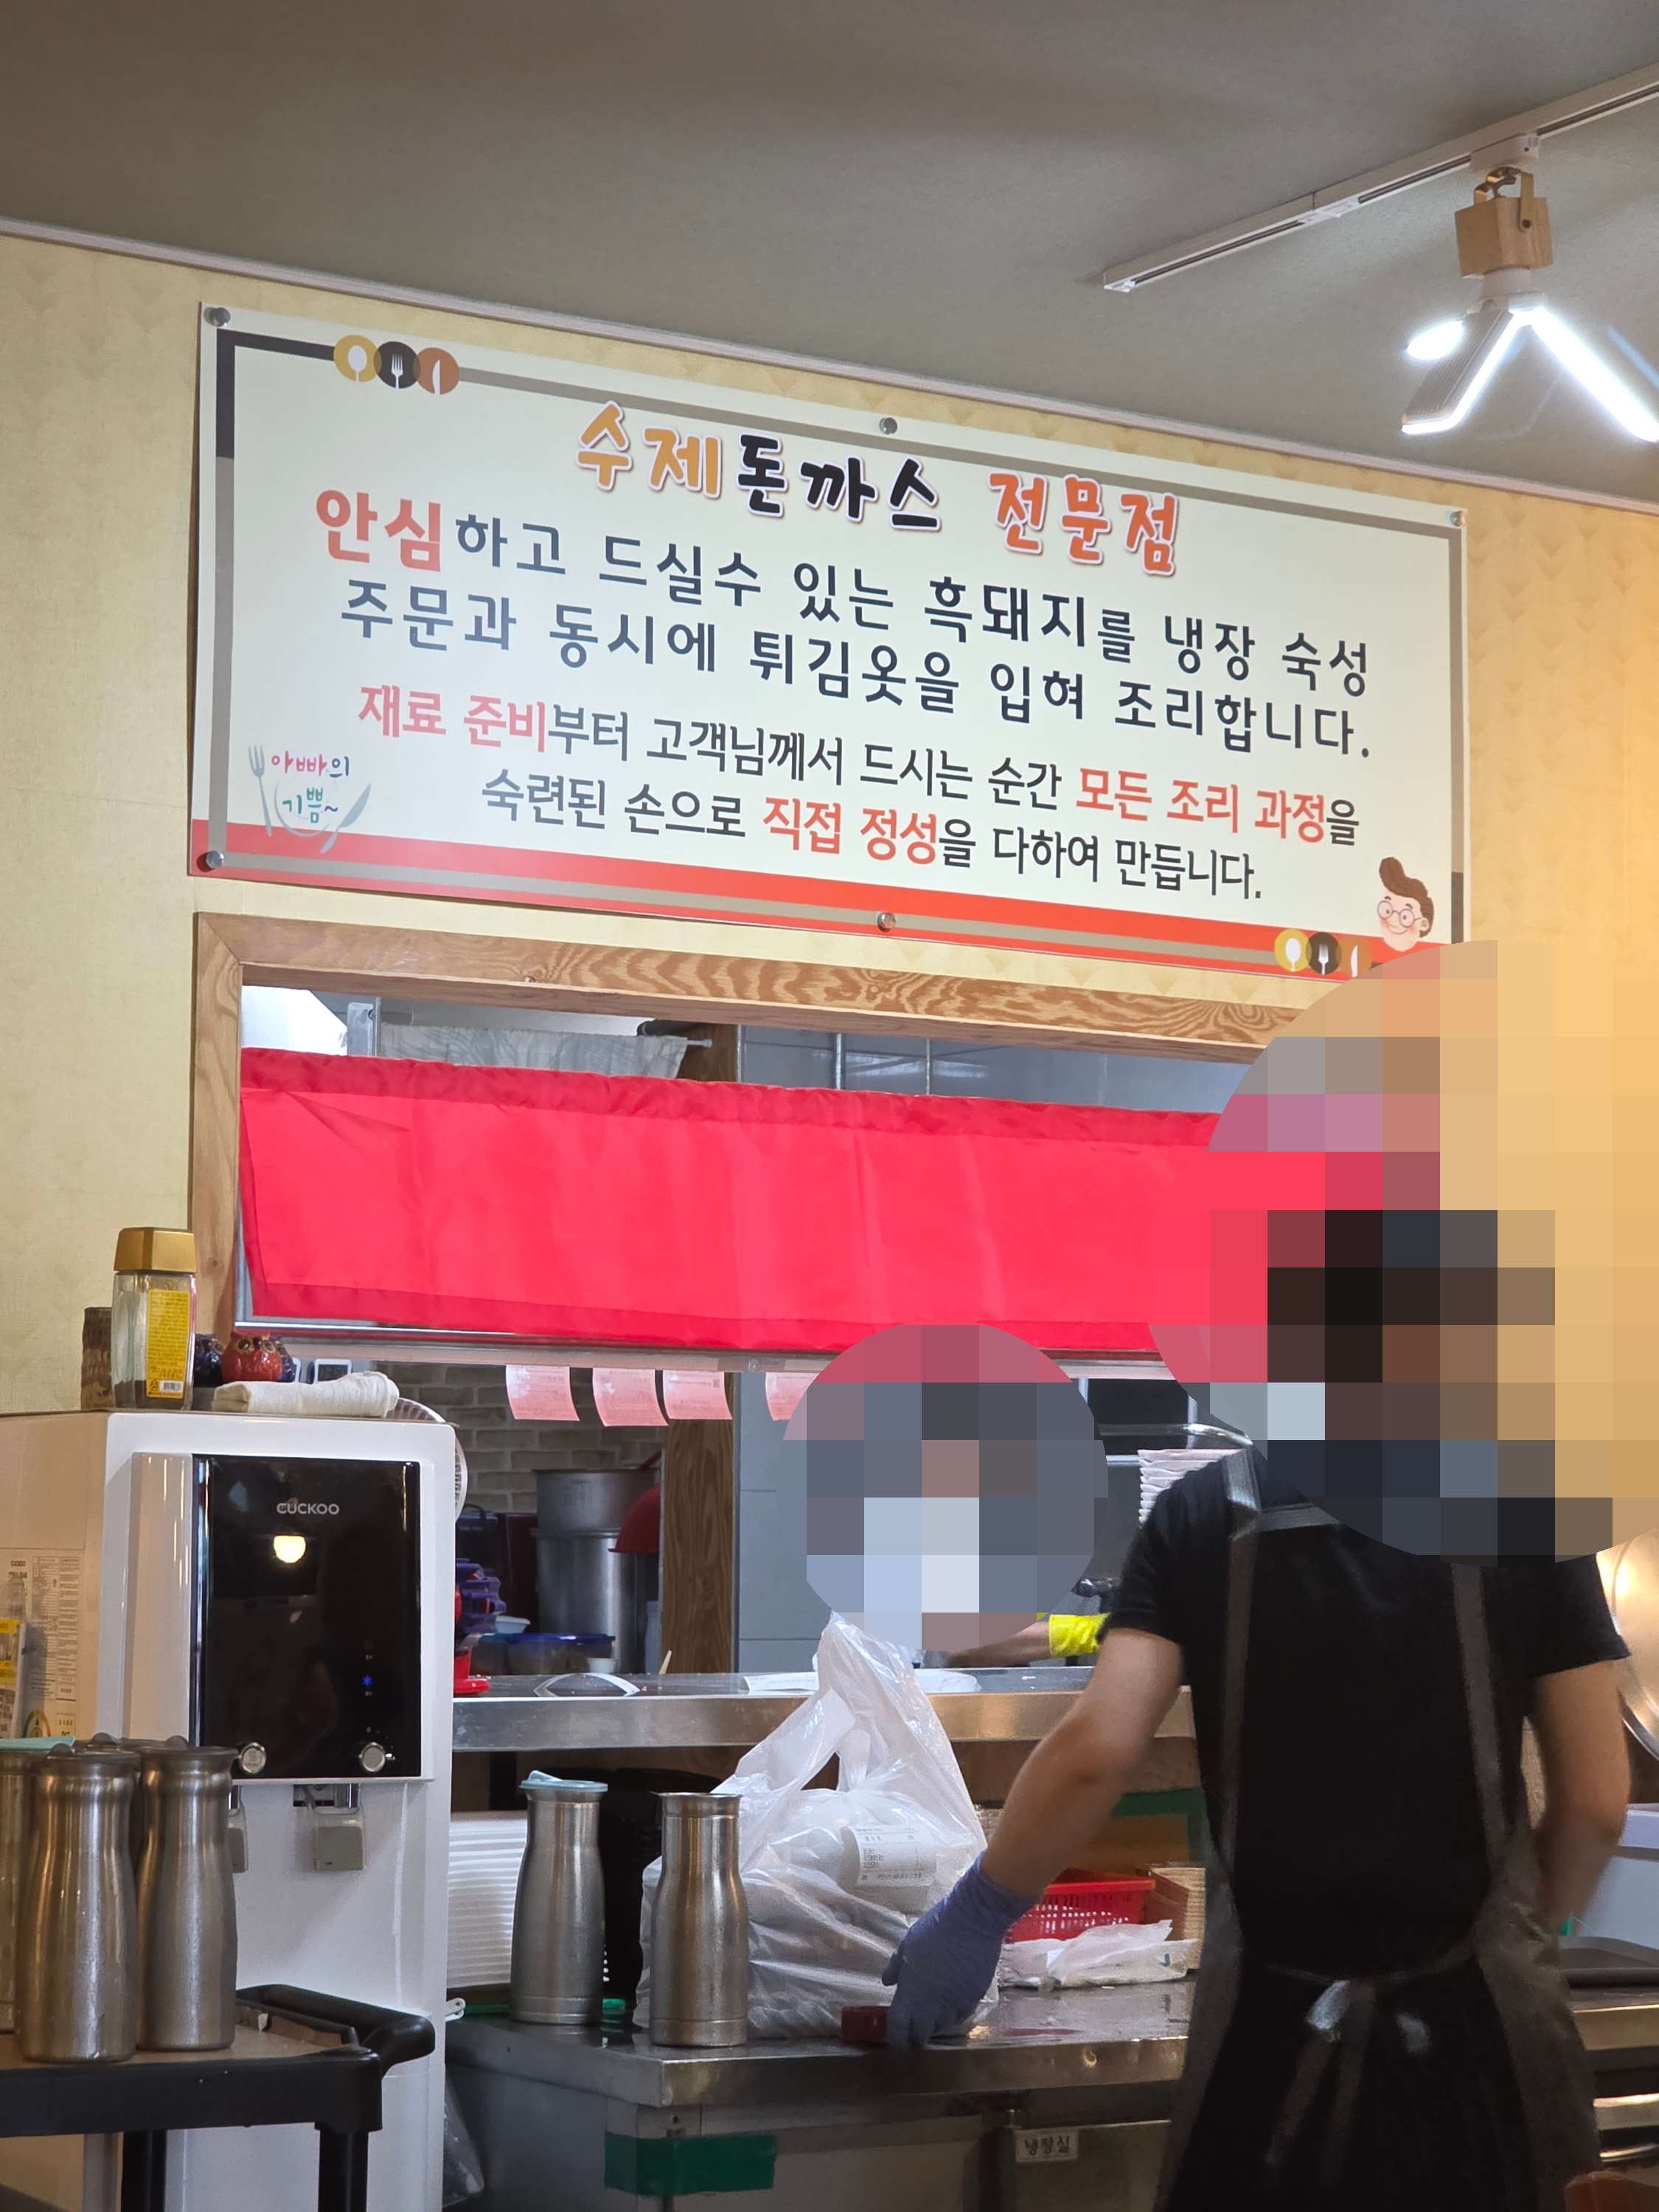 수제돈까스 전문점
안심하고 드실수 있는 흑돼지를 냉장 숙성
주문과 동시에 튀김옷을 입혀 조리합니다.
재료 준비부터 고객님께서 드시는 순간 모든 조리 과정을
숙련된 손으로 직접 정성을 다하여 만듭니다.
아빠의
기쁨~
CUCKOO
냉장실